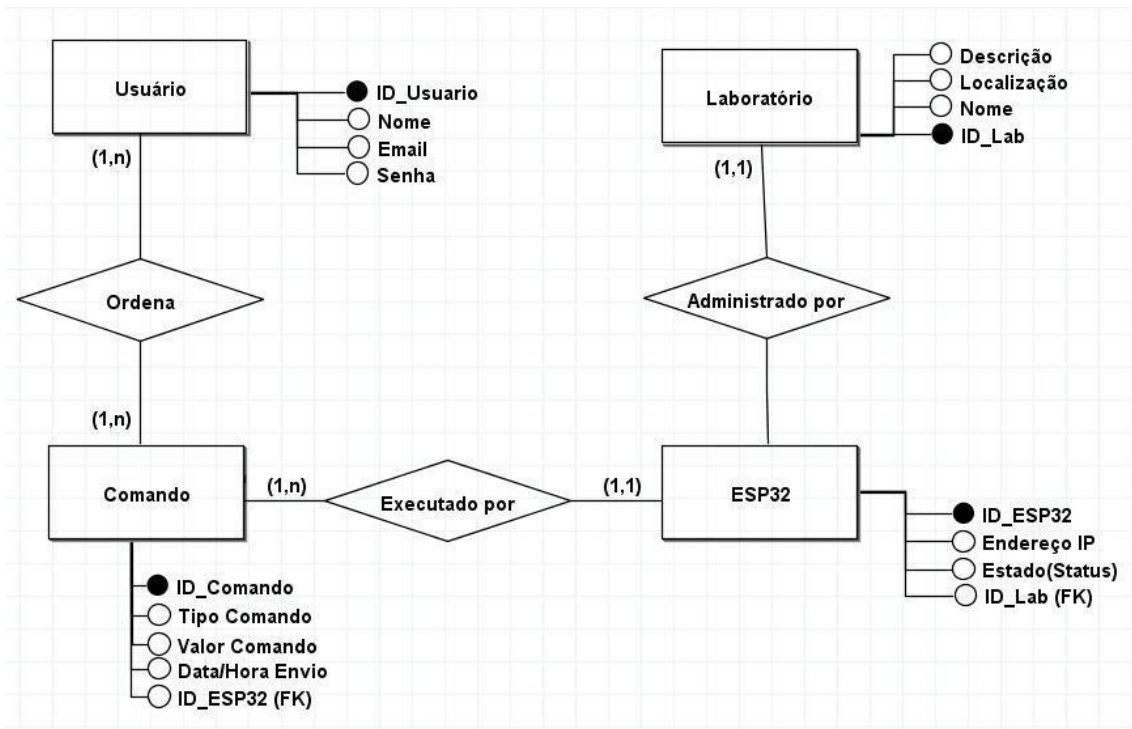 Usuário
ID_Usuario
Nome
Email
Senha
(1,n)
Laboratório
Descrição
Localização
Nome
ID_Lab
(1,1)
Ordena
Administrado por
(1,n)
Comando
(1,n)
Executado por
(1,1)
ESP32
ID_Comando
Tipo Comando
Valor Comando
Data/Hora Envio
ID_ESP32 (FK)
ID_ESP32
Endereço IP
Estado(Status)
ID_Lab (FK)